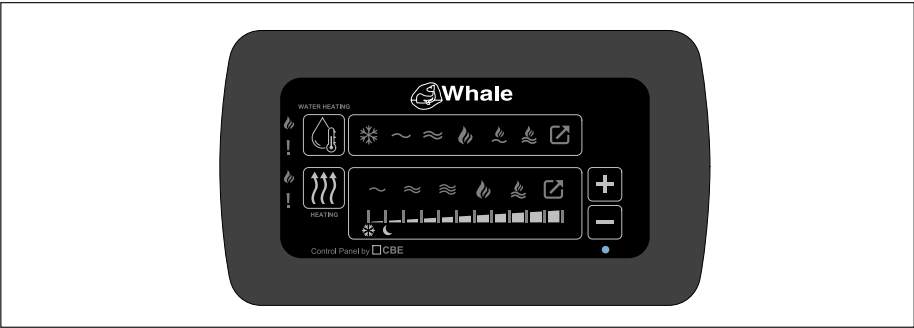 Whale
WATER HEATING
!
!
HEATING
+
−
Control Panel by CBE